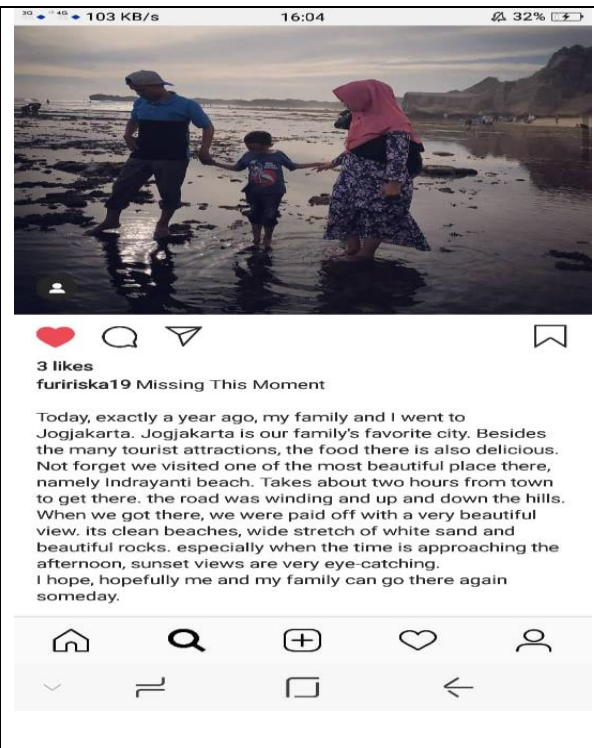 3G 4G 103 KB/s 16:04 32%
3 likes
fuririska19 Missing This Moment
Today, exactly a year ago, my family and I went to
Jogjakarta. Jogjakarta is our family's favorite city. Besides
the many tourist attractions, the food there is also delicious.
Not forget we visited one of the most beautiful place there,
namely Indrayanti beach. Takes about two hours from town
to get there. the road was winding and up and down the hills.
When we got there, we were paid off with a very beautiful
view. its clean beaches, wide stretch of white sand and
beautiful rocks. especially when the time is approaching the
afternoon, sunset views are very eye-catching.
I hope, hopefully me and my family can go there again
someday.